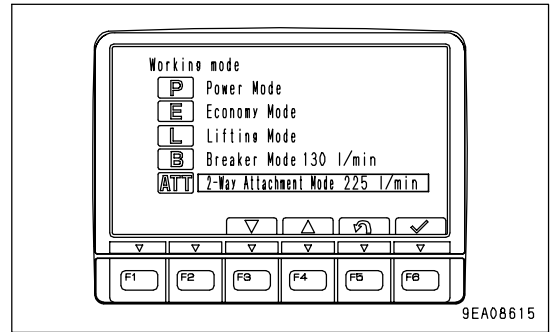 Working mode
P Power Mode
E Economy Mode
L Lifting Mode
B Breaker Mode 130 l/min
ATT 2-Way Attachment Mode 225 l/min
F1 F2 F3 F4 F5 F6
9EA08615